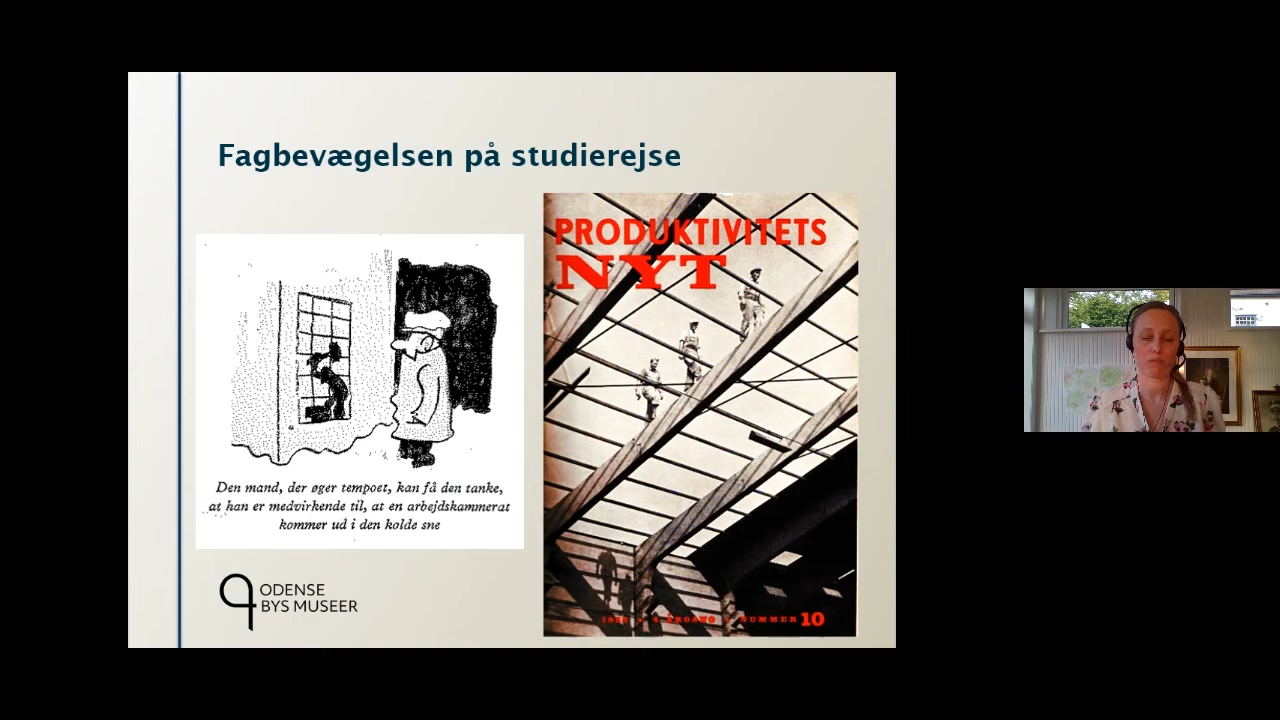 Fagbevægelsen på studierejse
Den mand, der øger tempoet, kan få den tanke,
at han er medvirkende til, at en arbejdskammerat
kommer ud i den kolde sne
PRODUKTIVITETS
NYT
ÅRGANG
NUMMER 10
ODENSE
BYS MUSEER